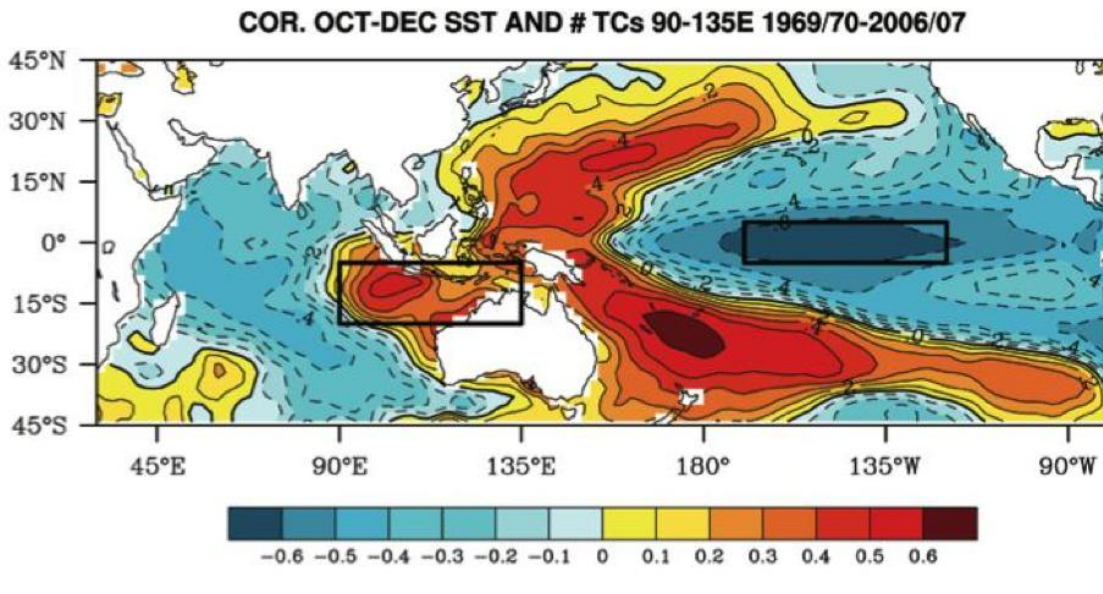 COR. OCT-DEC SST AND # TCs 90-135E 1969/70-2006/07
45°N
30°N
15°N
0°
15°S
30°S
45°S
45°E 90°E 135°E 180° 135°W 90°W
-0.6 -0.5 -0.4 -0.3 -0.2 -0.1 0 0.1 0.2 0.3 0.4 0.5 0.6